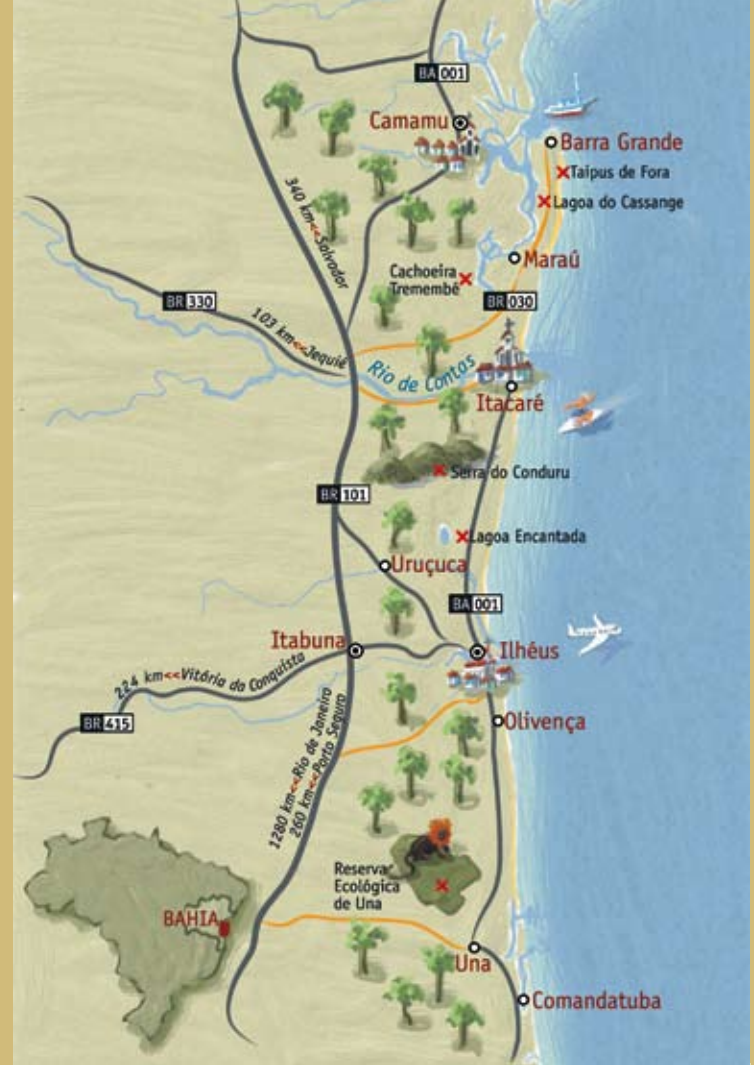 BA 001
Camamu
Barra Grande
Taipus de Fora
Lagoa do Cassange
340 km<<Salvador
Maraû
Cachoeira
Tremembé
BR 330
BR 030
103 km<<Jequié
Rio de Contas
Itacaré
Serra do Conduru
BR 101
Lagoa Encantada
Uruçuca
BA 001
Itabuna
Ilhéus
224 km<<Vitória da Conquista
BR 415
Olivença
1280 km<<Rio de Janeiro
260 km<<Porto Seguro
Reserva
Ecológica
de Una
BAHIA
Una
Comandatuba